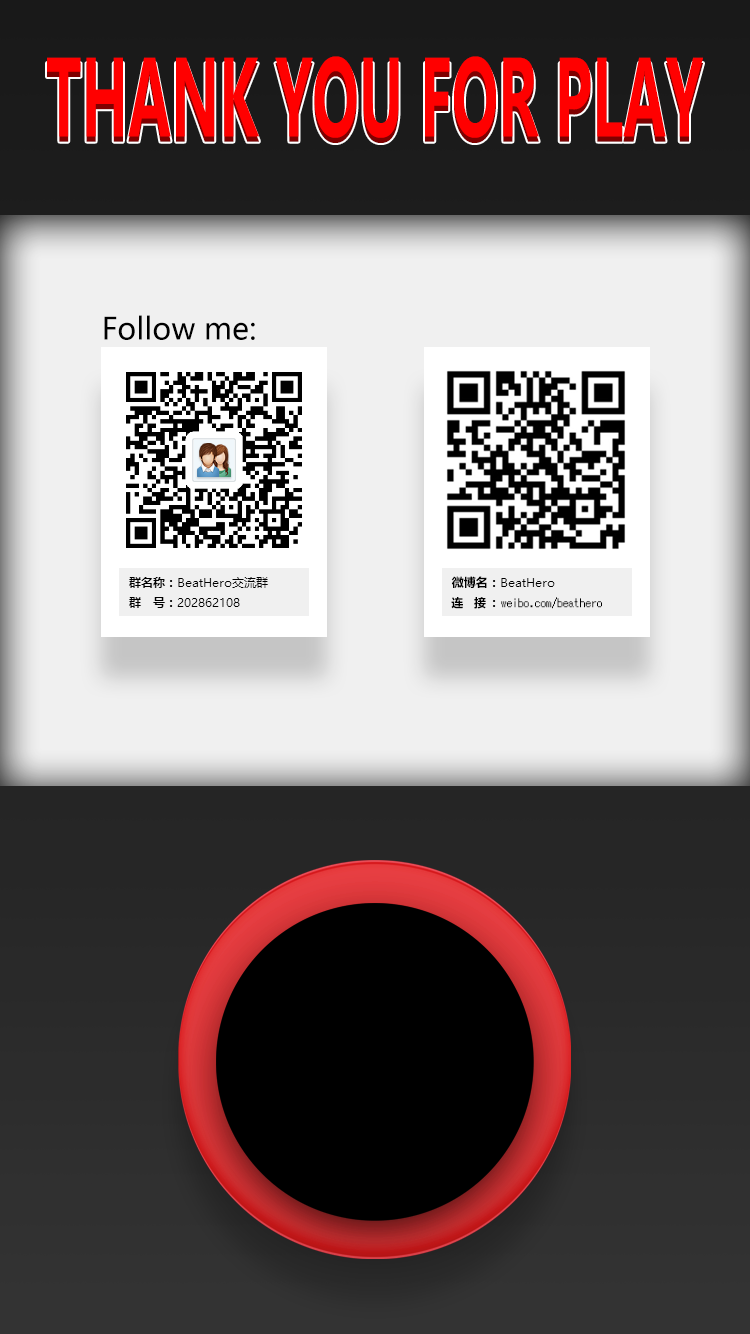 THANK YOU FOR PLAY
Follow me:
群名称：BeatHero交流群
群 号：202862108
微博名：BeatHero
连 接：weibo.com/beathero